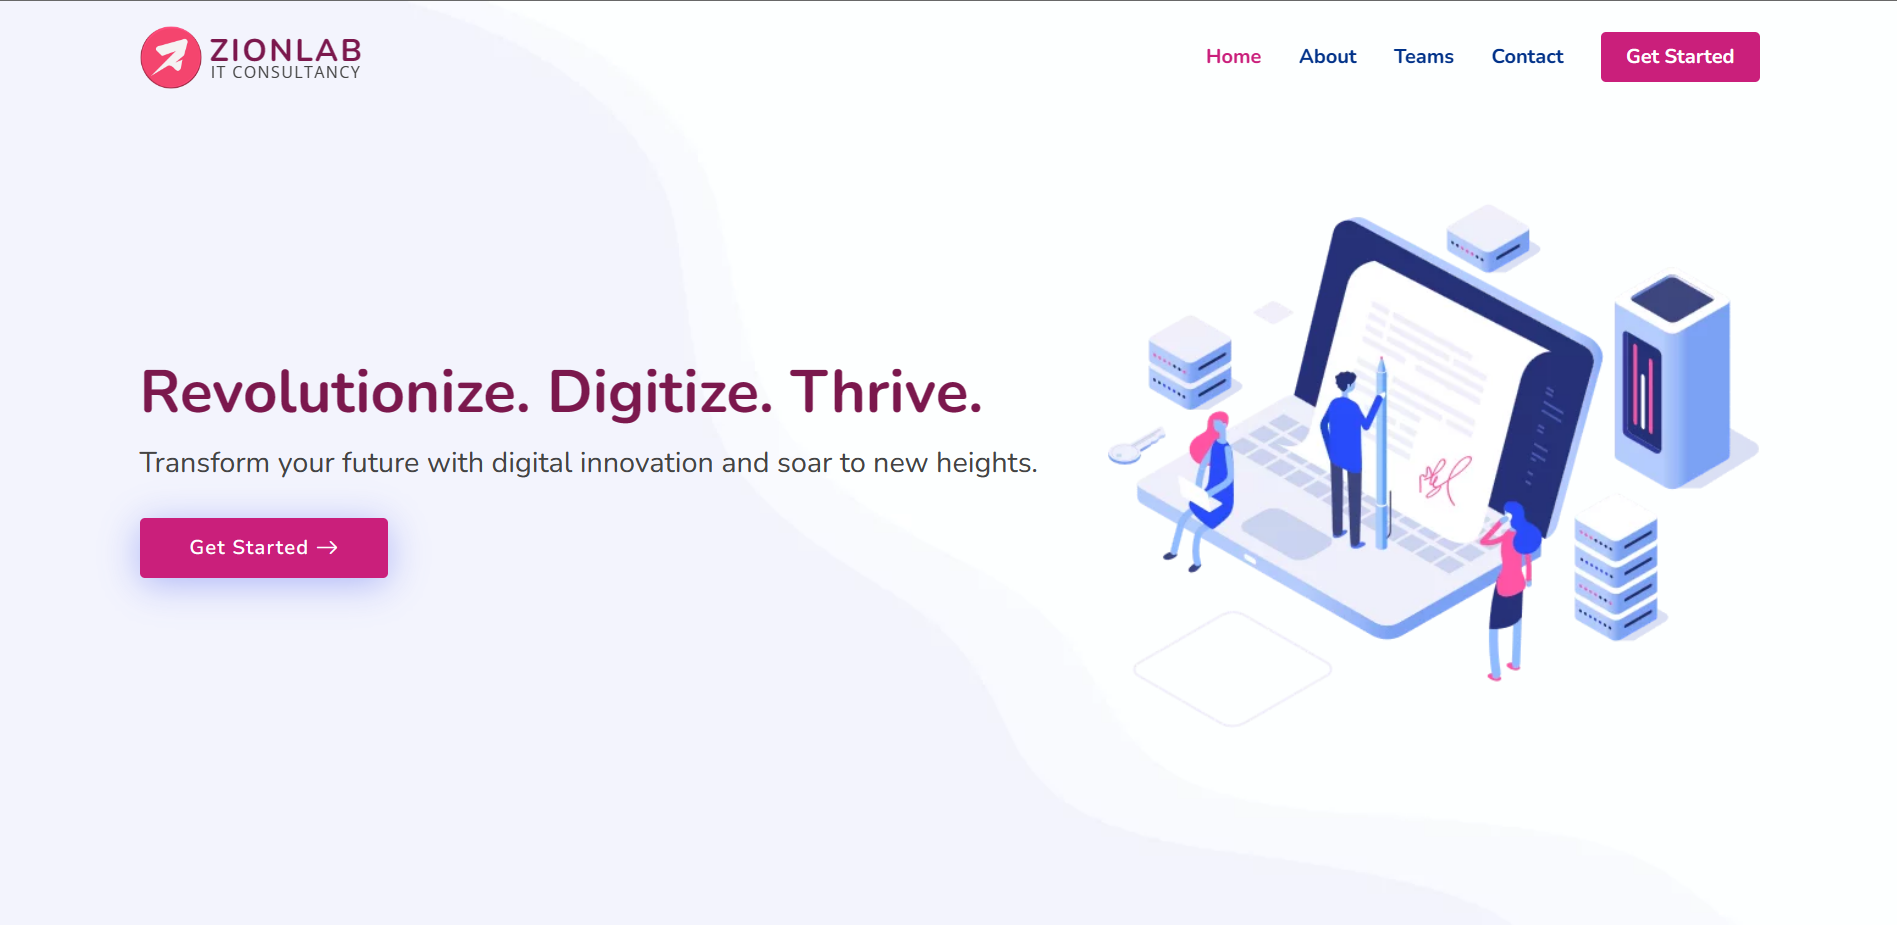 ZIONLAB
IT CONSULTANCY
Home About Teams Contact Get Started
Revolutionize. Digitize. Thrive.
Transform your future with digital innovation and soar to new heights.
Get Started →